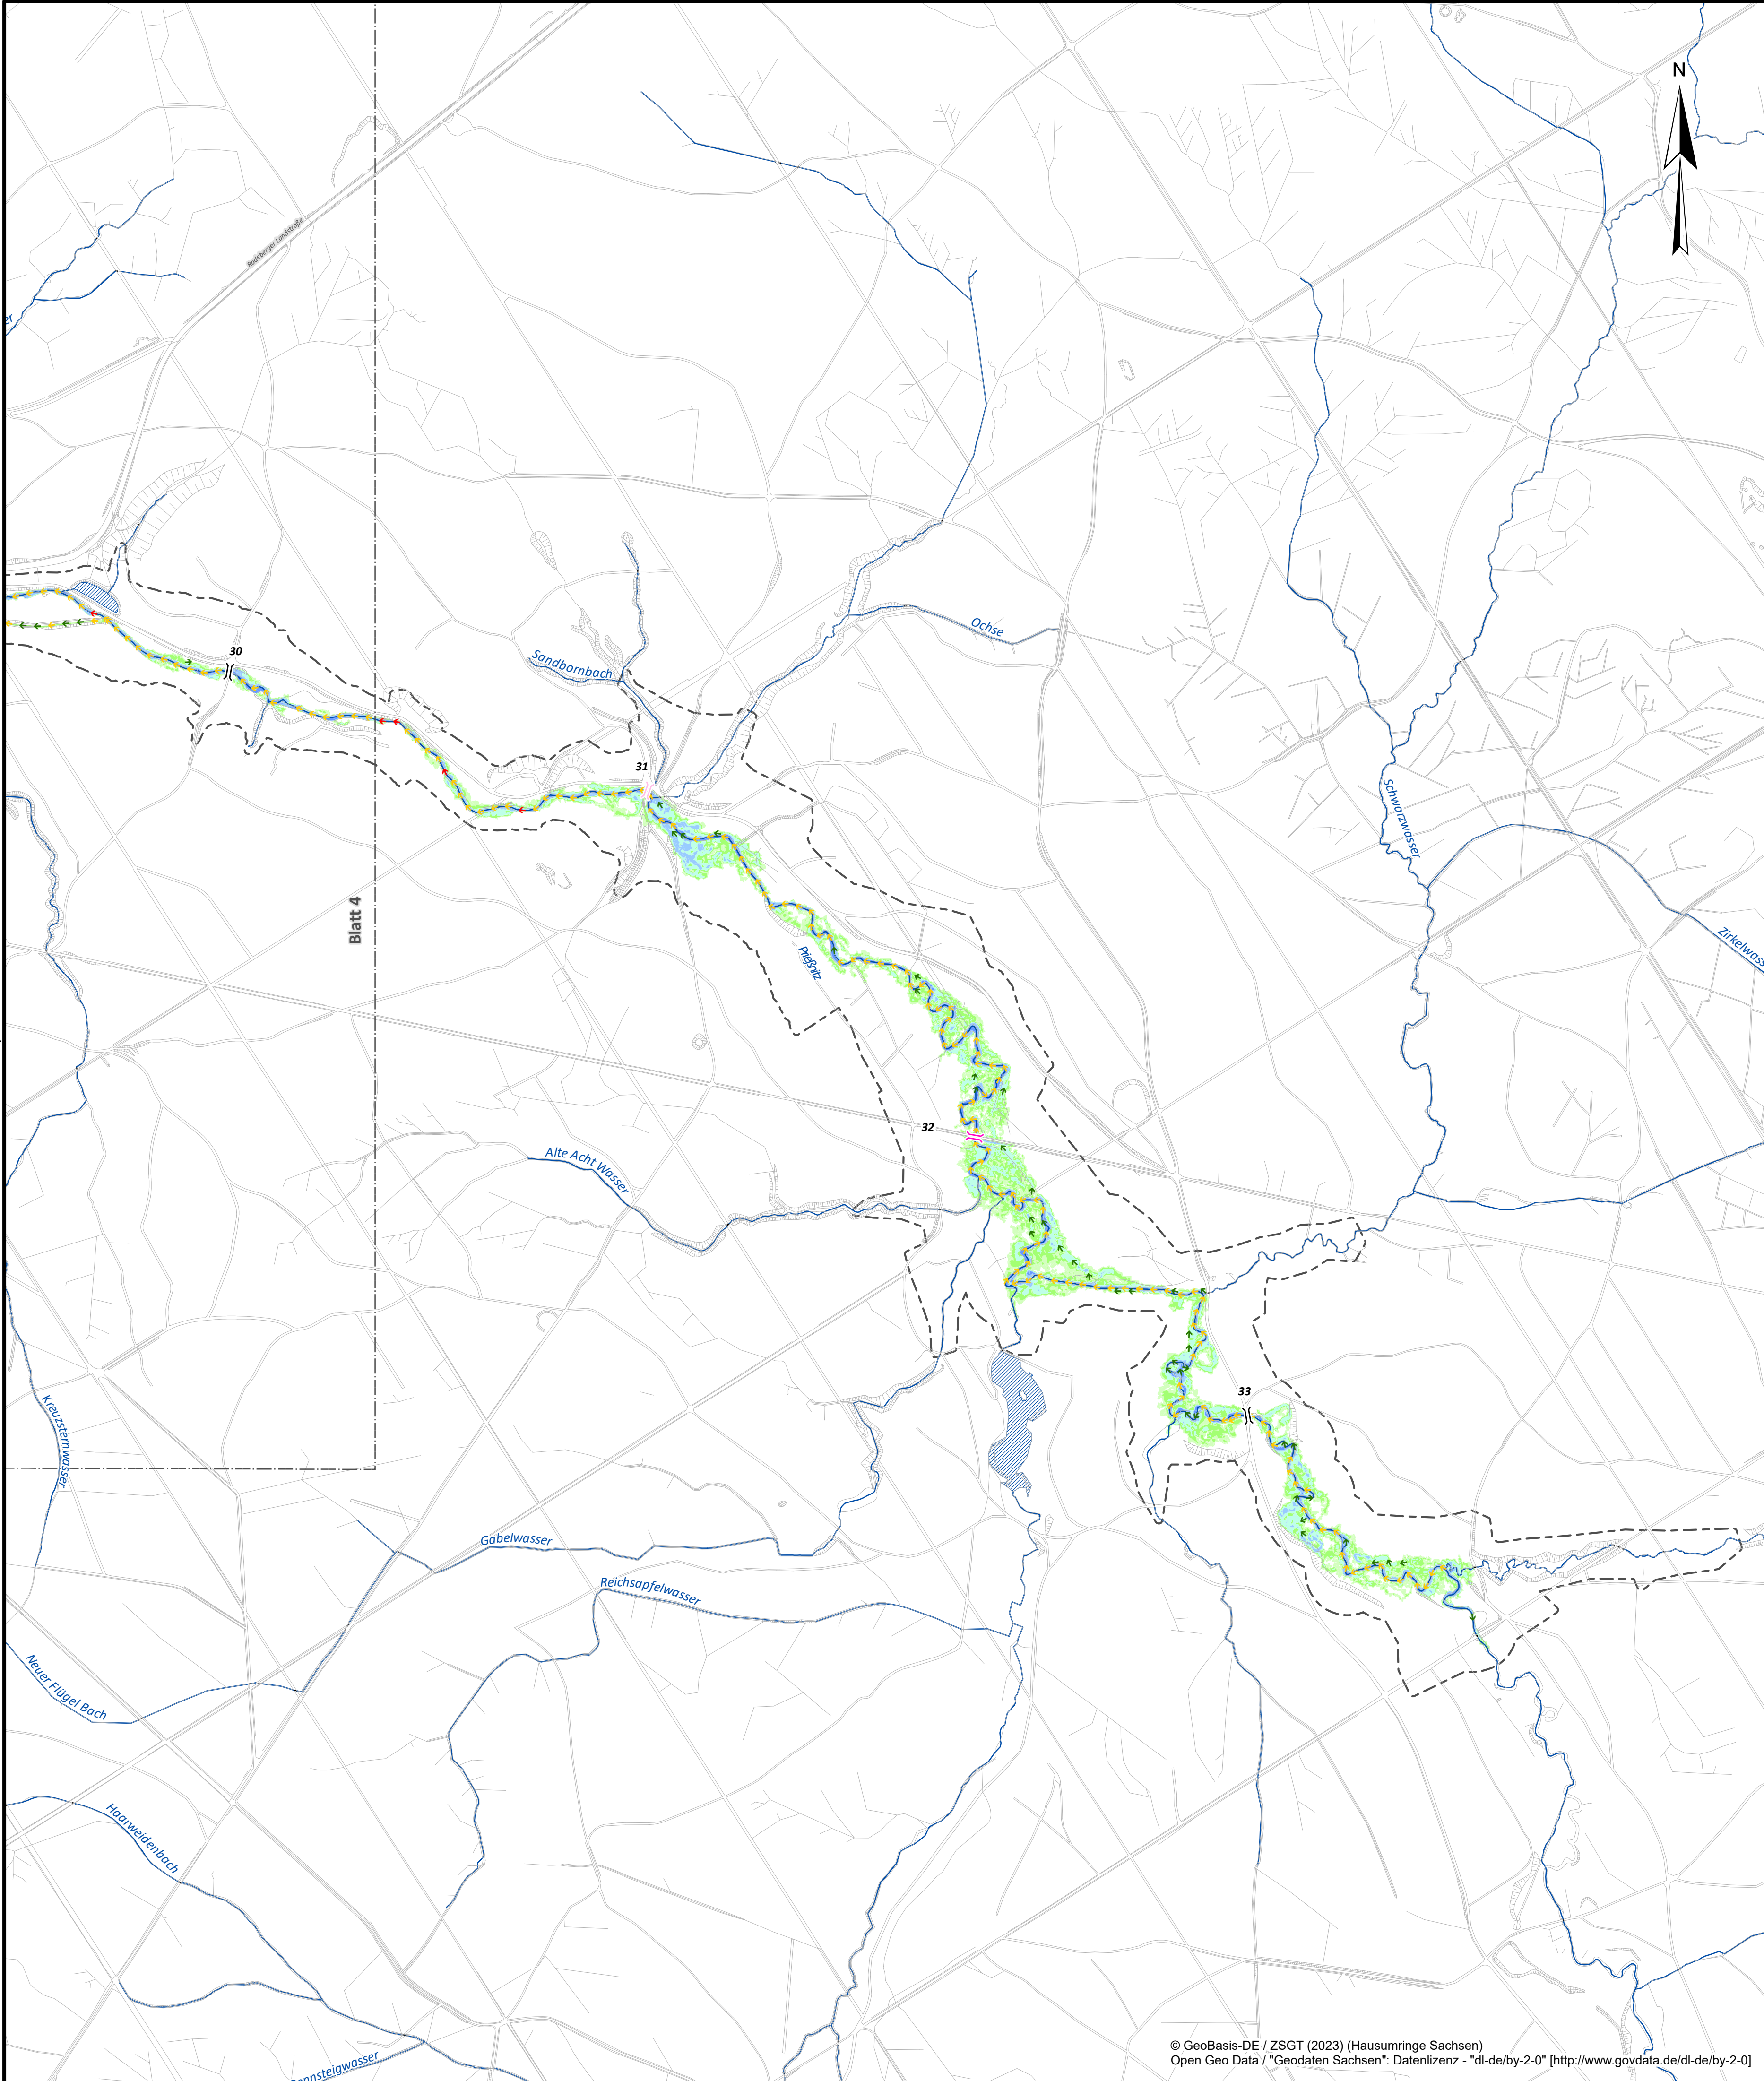 N
Radeberger Landstraße
er
Ochse
30
Sandbornbach
31
Schwarzwasser
Blatt 4
Prießnitz
32
Alte Acht Wasser
33
Kreuzsternwasser
Gabelwasser
Reichsapfelwasser
Neuer Flügel Bach
Haarweidenbach
© GeoBasis-DE / ZSGT (2023) (Hausumringe Sachsen)
Open Geo Data / "Geodaten Sachsen": Datenlizenz - "dl-de/by-2-0" [http://www.govdata.de/dl-de/by-2-0]